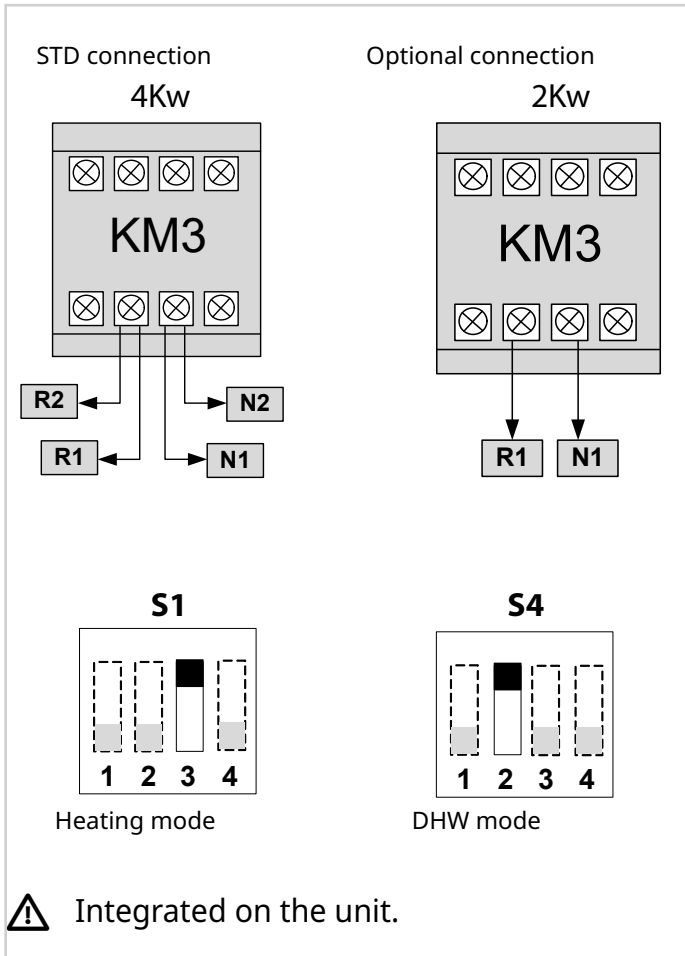 STD connection
Optional connection
4Kw
2Kw
KM3
KM3
R2
N2
R1
N1
R1
N1
S1
S4
1 2 3 4
1 2 3 4
Heating mode
DHW mode
Integrated on the unit.